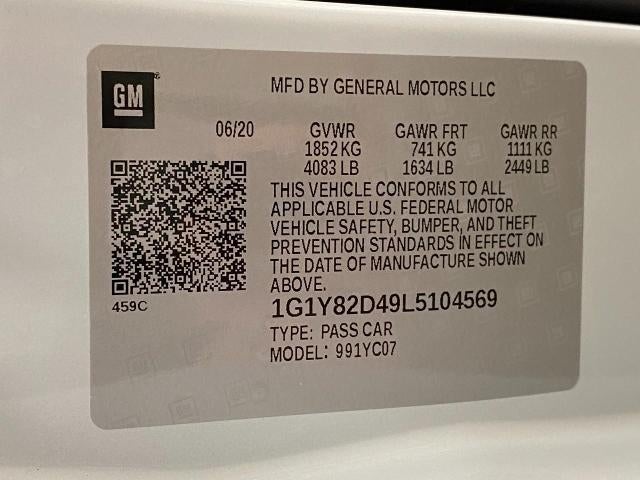 GM
MFD BY GENERAL MOTORS LLC
06/20 GVWR GAWR FRT GAWR RR
1852 KG 741 KG 1111 KG
4083 LB 1634 LB 2449 LB
THIS VEHICLE CONFORMS TO ALL
APPLICABLE U.S. FEDERAL MOTOR
VEHICLE SAFETY, BUMPER, AND THEFT
PREVENTION STANDARDS IN EFFECT ON
THE DATE OF MANUFACTURE SHOWN
ABOVE.
459C
1G1Y82D49L5104569
TYPE: PASS CAR
MODEL: 991YC07